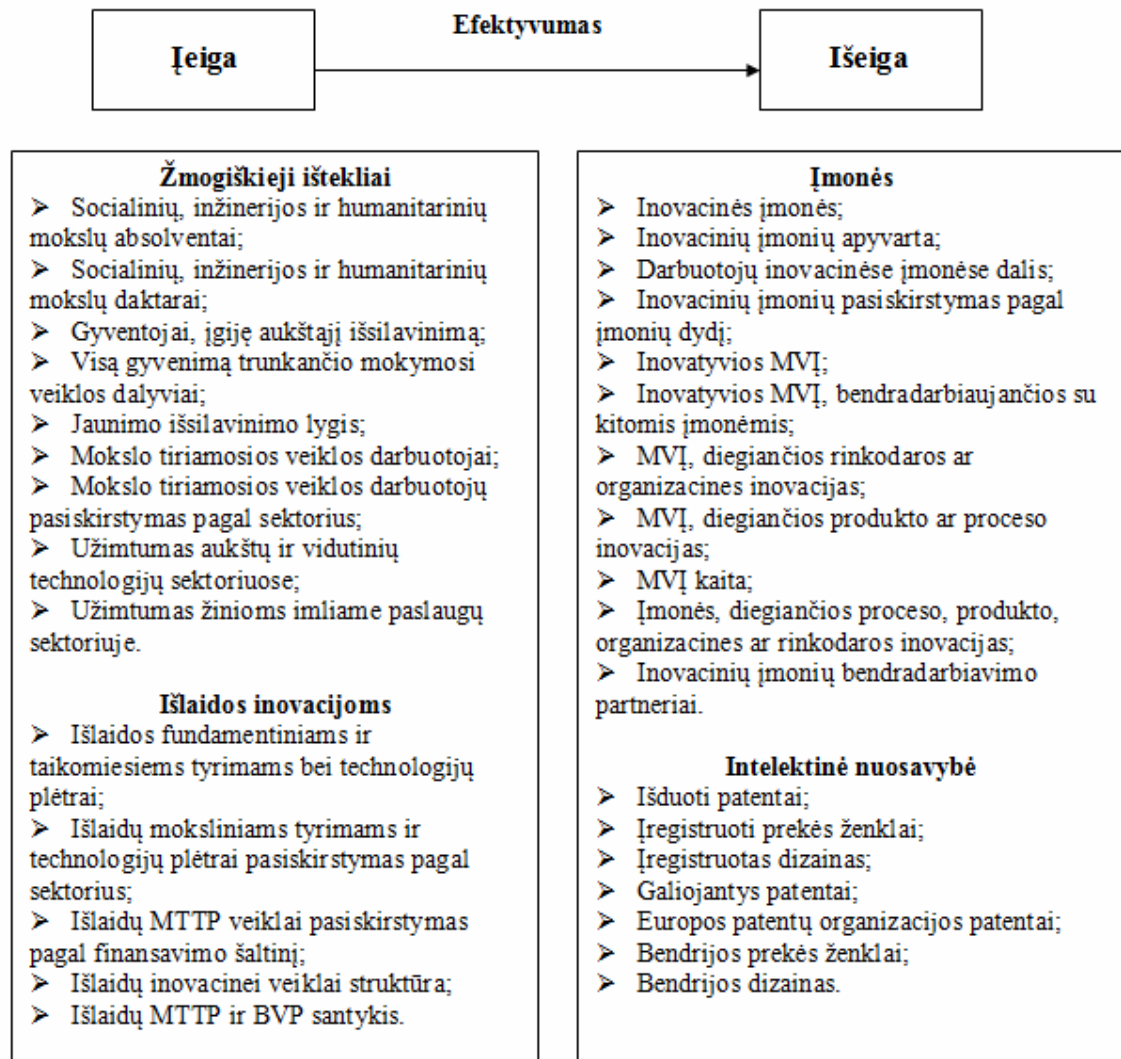 Efektyvumas
Įeiga
Išeiga
Žmogiškieji ištekliai
➢ Socialinių, inžinerijos ir humanitarinių
mokslų absolventai;
➢ Socialinių, inžinerijos ir humanitarinių
mokslų daktarai;
➢ Gyventojai, įgiję aukštąjį išsilavinimą;
➢ Visą gyvenimą trunkančio mokymosi
veiklos dalyviai;
➢ Jaunimo išsilavinimo lygis;
➢ Mokslo tiriamosios veiklos darbuotojai;
➢ Mokslo tiriamosios veiklos darbuotojų
pasiskirstymas pagal sektorius;
➢ Užimtumas aukštų ir vidutinių
technologijų sektoriuose;
➢ Užimtumas žinioms imliame paslaugų
sektoriuje.
Išlaidos inovacijoms
➢ Išlaidos fundamentiniams ir
taikomiesiems tyrimams bei technologijų
plėtrai;
➢ Išlaidų moksliniams tyrimams ir
technologijų plėtrai pasiskirstymas pagal
sektorius;
➢ Išlaidų MTTP veiklai pasiskirstymas
pagal finansavimo šaltinį;
➢ Išlaidų inovacinei veiklai struktūra;
➢ Išlaidų MTTP ir BVP santykis.
Įmonės
➢ Inovacinės įmonės;
➢ Inovacinių įmonių apyvarta;
➢ Darbuotojų inovacinėse įmonėse dalis;
➢ Inovacinių įmonių pasiskirstymas pagal
įmonių dydį;
➢ Inovatyvios MVĮ;
➢ Inovatyvios MVĮ, bendradarbiaujančios su
kitomis įmonėmis;
➢ MVĮ, diegiančios rinkodaros ar
organizacines inovacijas;
➢ MVĮ, diegiančios produkto ar proceso
inovacijas;
➢ MVĮ kaita;
➢ Įmonės, diegiančios proceso, produkto,
organizacines ar rinkodaros inovacijas;
➢ Inovacinių įmonių bendradarbiavimo
partneriai.
Intelektinė nuosavybė
➢ Išduoti patentai;
➢ Įregistruoti prekės ženklai;
➢ Įregistruotas dizainas;
➢ Galiojantys patentai;
➢ Europos patentų organizacijos patentai;
➢ Bendrijos prekės ženklai;
➢ Bendrijos dizainas.